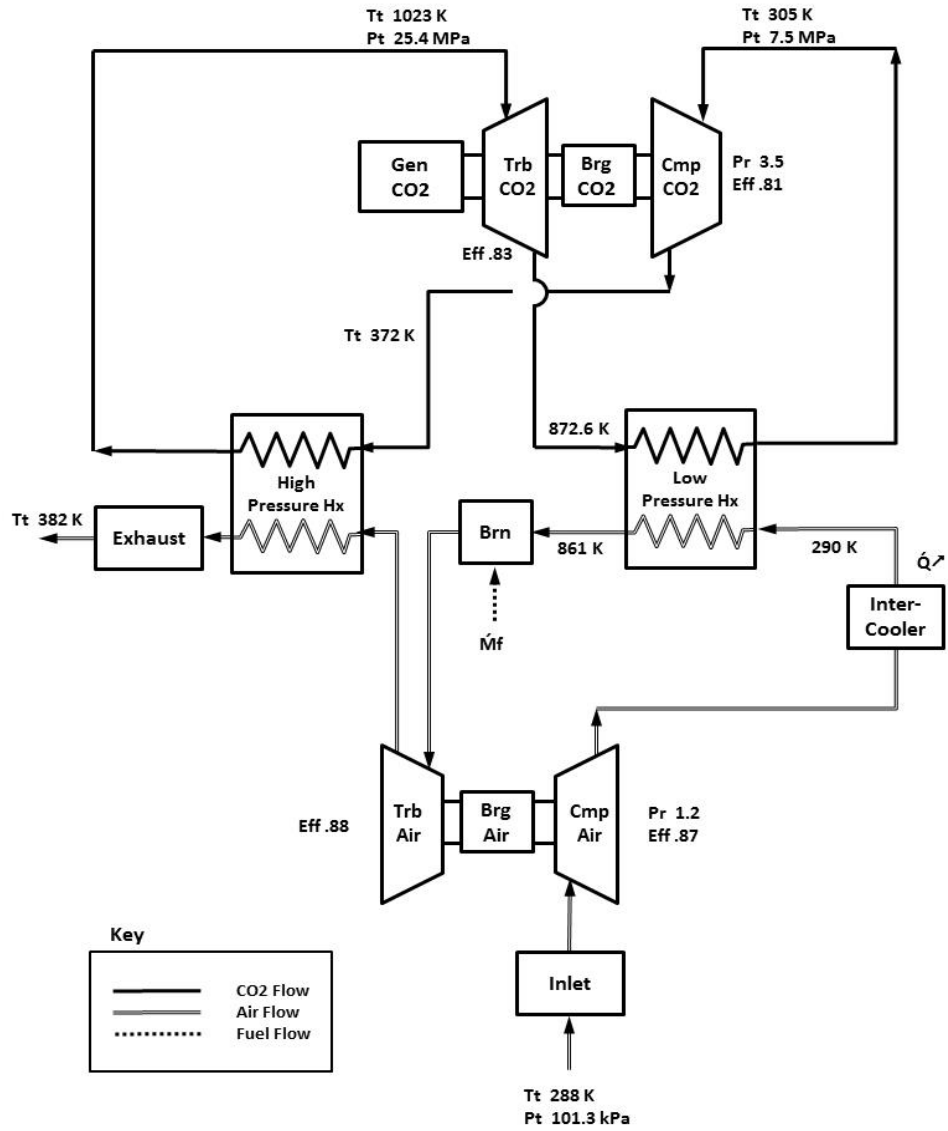 Tt 1023 K
Pt 25.4 MPa
Tt 305 K
Pt 7.5 MPa
Gen
CO2
Trb
CO2
Brg
CO2
Cmp
CO2
Pr 3.5
Eff .81
Eff .83
Tt 372 K
872.6 K
High
Pressure Hx
Low
Pressure Hx
Tt 382 K
Exhaust
Brn
861 K
290 K
Q́↗
Inter-
Cooler
Ḿf
Trb
Air
Brg
Air
Cmp
Air
Eff .88
Pr 1.2
Eff .87
Key
CO2 Flow
Air Flow
Fuel Flow
Inlet
Tt 288 K
Pt 101.3 kPa